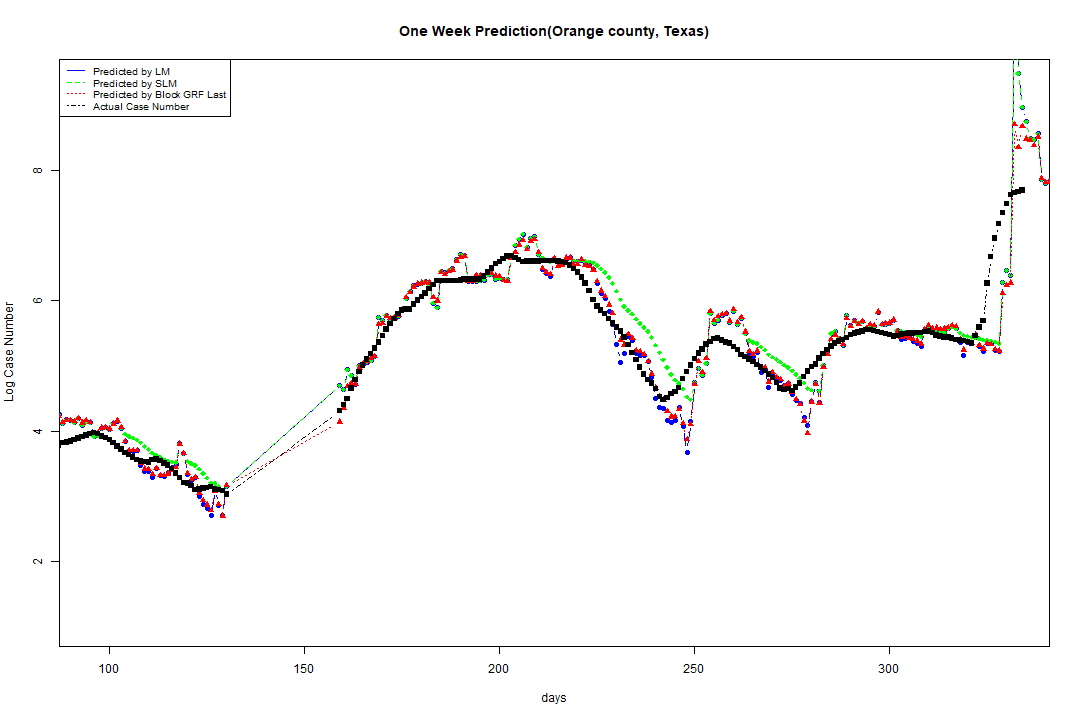 One Week Prediction(Orange county, Texas)
Predicted by LM
Predicted by SLM
Predicted by Block GRF Last
Actual Case Number
Log Case Number
8
6
4
2
100 150 200 250 300
days